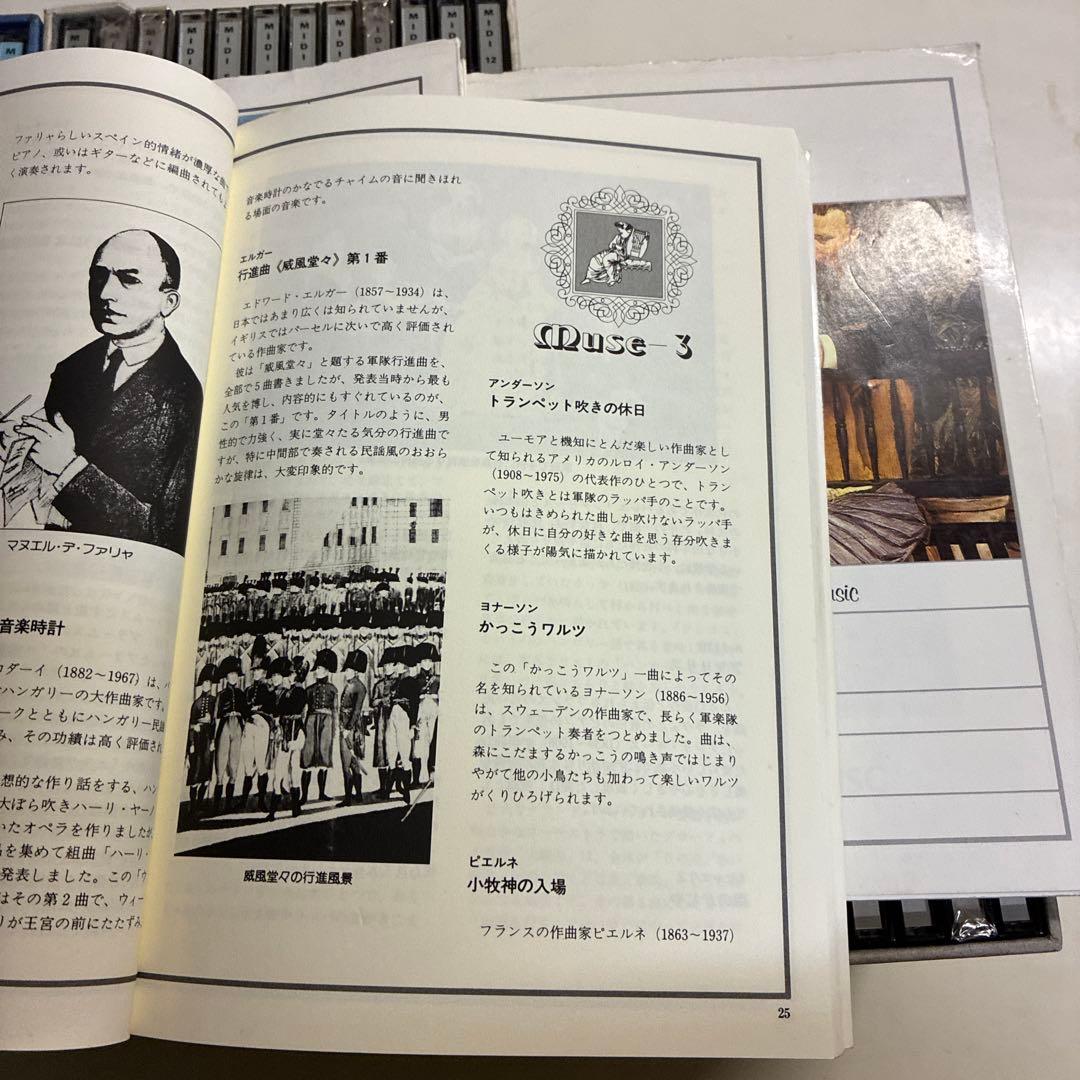 MIDI
MIDI
MIDI
MIDI
MIDI
MIDI
MIDI
MIDI
12
ファリャらしいスペイン的情緒が濃厚な曲で
ピアノ、或いはギターなどに編曲されても
く演奏されます。
マヌエル・デ・ファリャ
音楽時計
コダーイ（1882〜1967）は、バ
ハンガリーの大作曲家です。
ークとともにハンガリー民謡
み、その功績は高く評価され
想的な作り話をする、ハン
大ぼら吹きハーリ・ヤーノ
いたオペラを作りましたが
を集めて組曲「ハーリ・
発表しました。この「ウ
はその第2曲で、ウィー
リが王宮の前にたたずみ
25
音楽時計のかなでるチャイムの音に聞きほれ
る場面の音楽です。
エルガー
行進曲《威風堂々》第1番
エドワード・エルガー（1857〜1934）は、
日本ではあまり広くは知られていませんが、
イギリスではパーセルに次いで高く評価され
ている作曲家です。
彼は「威風堂々」と題する軍隊行進曲を、
全部で5曲書きましたが、発表当時から最も
人気を博し、内容的にもすぐれているのが、
この「第1番」です。タイトルのように、男
性的で力強く、実に堂々たる気分の行進曲で
すが、特に中間部で奏される民謡風のおおら
かな旋律は、大変印象的です。
威風堂々の行進風景
Muse-3
アンダーソン
トランペット吹きの休日
ユーモアと機知にとんだ楽しい作曲家とし
て知られるアメリカのルロイ・アンダーソン
（1908〜1975）の代表作のひとつで、トラン
ペット吹きとは軍隊のラッパ手のことです。
いつもはきめられた曲しか吹けないラッパ手
が、休日に自分の好きな曲を思う存分吹きま
くる様子が陽気に描かれています。
ヨナーソン
かっこうワルツ
この「かっこうワルツ」一曲によってその
名を知られているヨナーソン（1886〜1956）
は、スウェーデンの作曲家で、長らく軍楽隊
のトランペット奏者をつとめました。曲は、
森にこだまするかっこうの鳴き声ではじまり
やがて他の小鳥たちも加わって楽しいワルツ
がくりひろげられます。
ピエルネ
小牧神の入場
フランスの作曲家ピエルネ（1863〜1937）
25